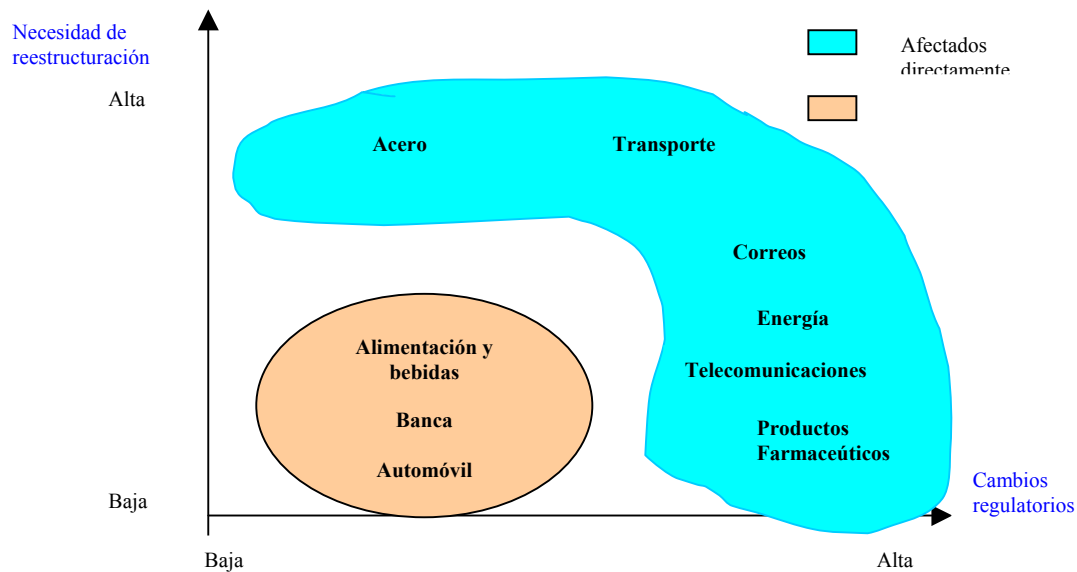 Necesidad de
reestructuración
Alta
Baja
Afectados
directamente
Acero
Transporte
Correos
Energía
Telecomunicaciones
Productos
Farmaceúticos
Alimentación y
bebidas
Banca
Automóvil
Cambios
regulatorios
Baja
Alta